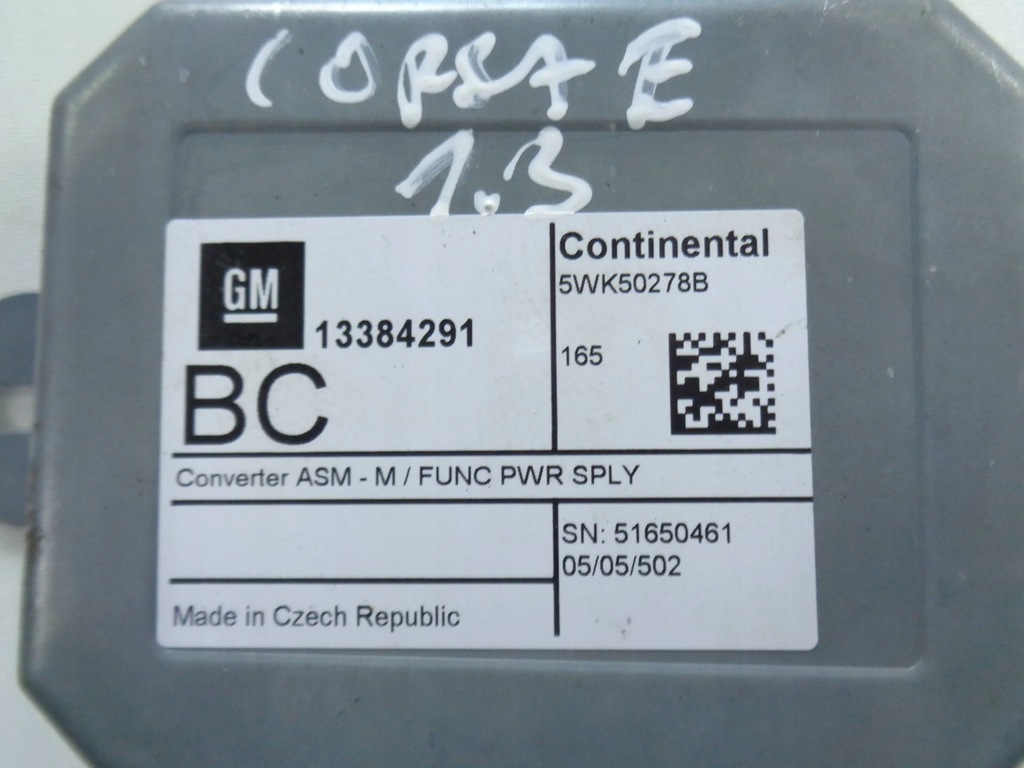 CORSA E
1.3
GM
13384291
BC
Continental
5WK50278B
165
Converter ASM - M / FUNC PWR SPLY
SN: 51650461
05/05/502
Made in Czech Republic